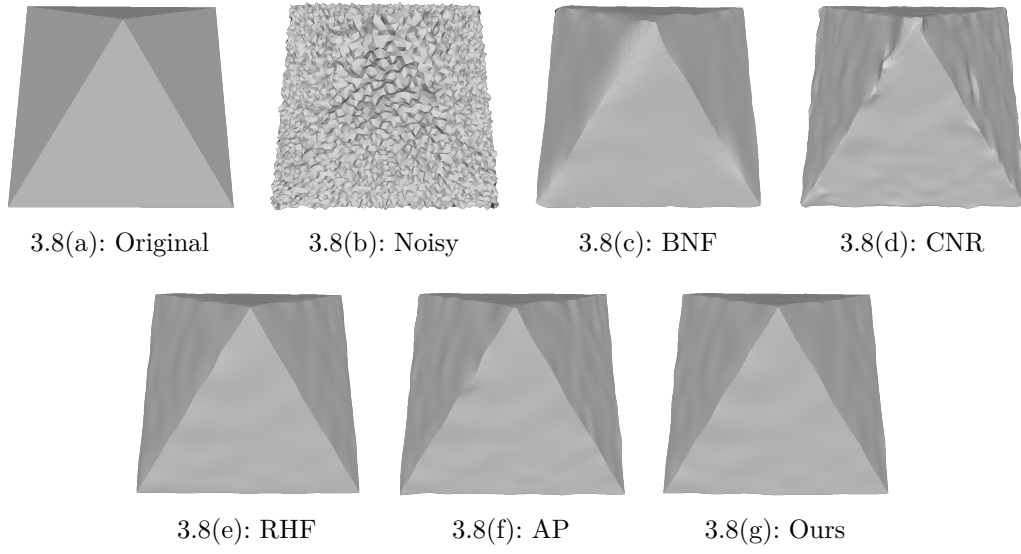 3.8(a): Original
3.8(b): Noisy
3.8(c): BNF
3.8(d): CNR
3.8(e): RHF
3.8(f): AP
3.8(g): Ours